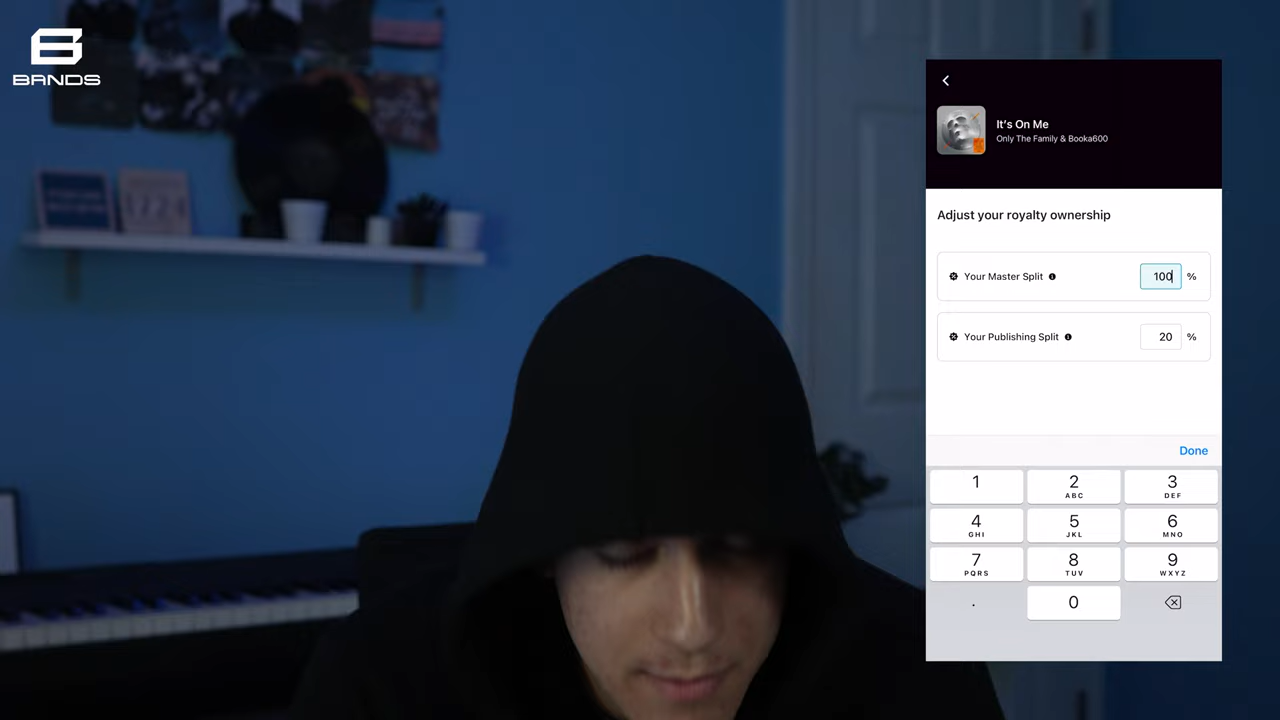 BANDS
It's On Me
Only The Family & Booka600
Adjust your royalty ownership
Your Master Split
100 %
Your Publishing Split
20 %
Done
1
2
ABC
3
DEF
4
GHI
5
JKL
6
MNO
7
PQRS
8
TUV
9
WXYZ
.
0